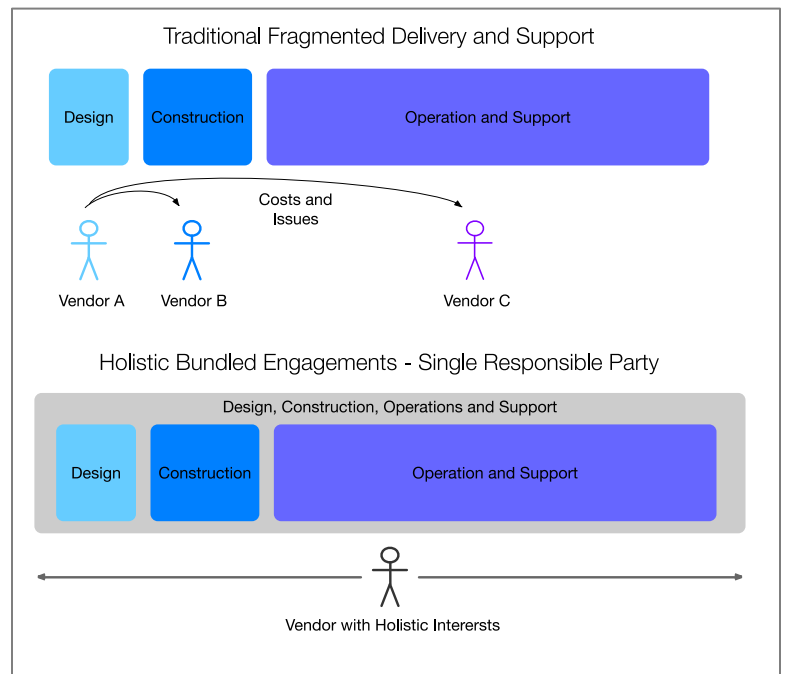 Traditional Fragmented Delivery and Support
Design
Construction
Operation and Support
Costs and
Issues
Vendor A
Vendor B
Vendor C
Holistic Bundled Engagements - Single Responsible Party
Design, Construction, Operations and Support
Design
Construction
Operation and Support
Vendor with Holistic Interersts